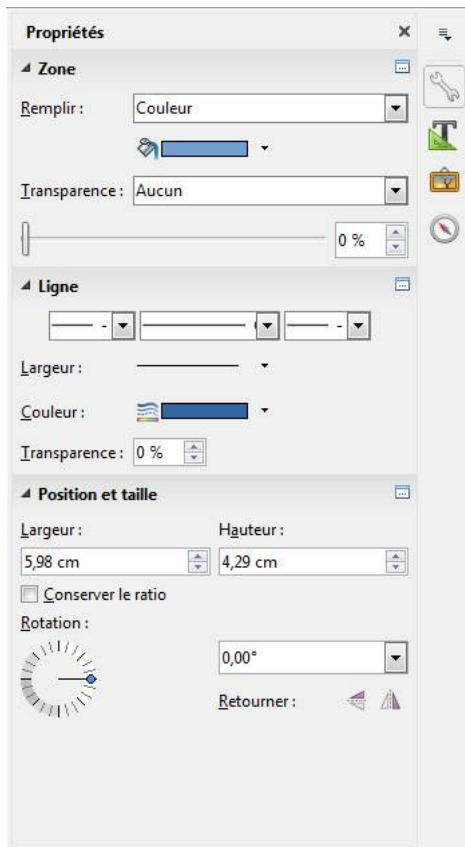 Propriétés
Zone
Remplir : Couleur
Transparence : Aucun
0 %
Ligne
Largeur :
Couleur :
Transparence : 0 %
Position et taille
Largeur : Hauteur :
5,98 cm 4,29 cm
Conserver le ratio
Rotation :
0,00°
Retourner :